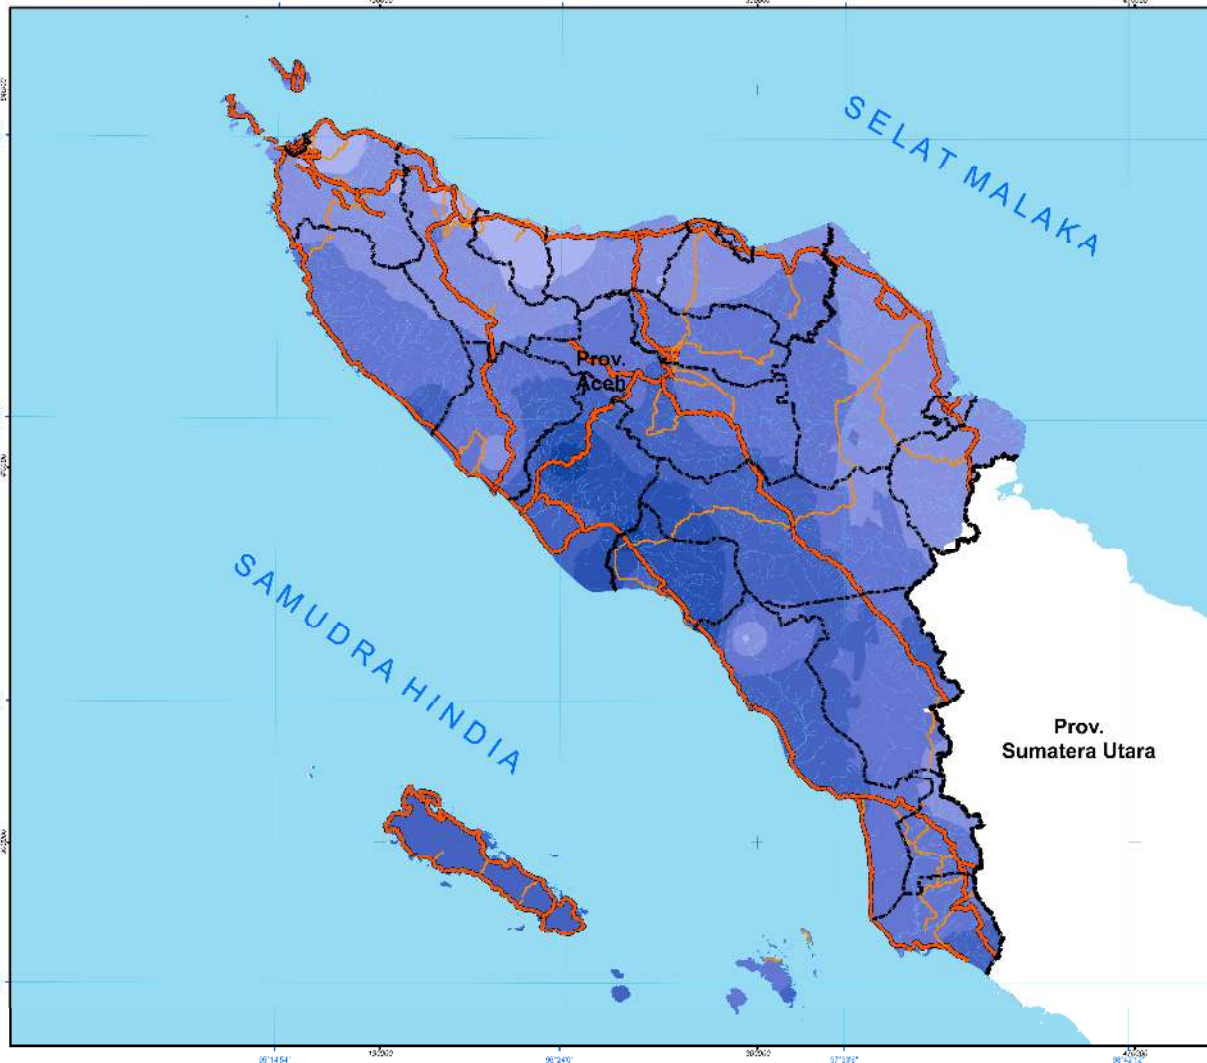 SELAT MALAKA
Prov.
Aceh
SAMUDRA HINDIA
Prov.
Sumatera Utara